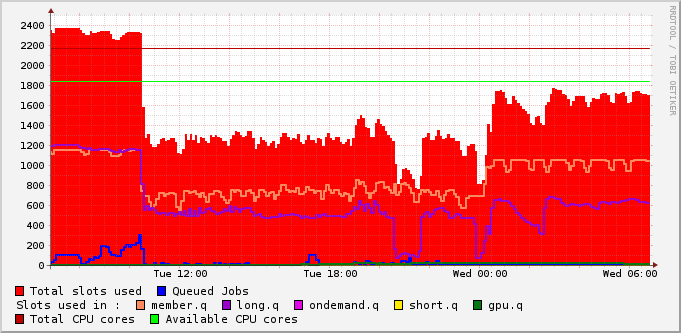 2400
2200
2000
1800
1600
1400
1200
1000
800
600
400
200
0
Tue 12:00 Tue 18:00 Wed 00:00 Wed 06:00
Total slots used Queued Jobs
Slots used in : member.q long.q ondemand.q short.q gpu.q
Total CPU cores Available CPU cores
RRDTOOL / TOBI OETIKER